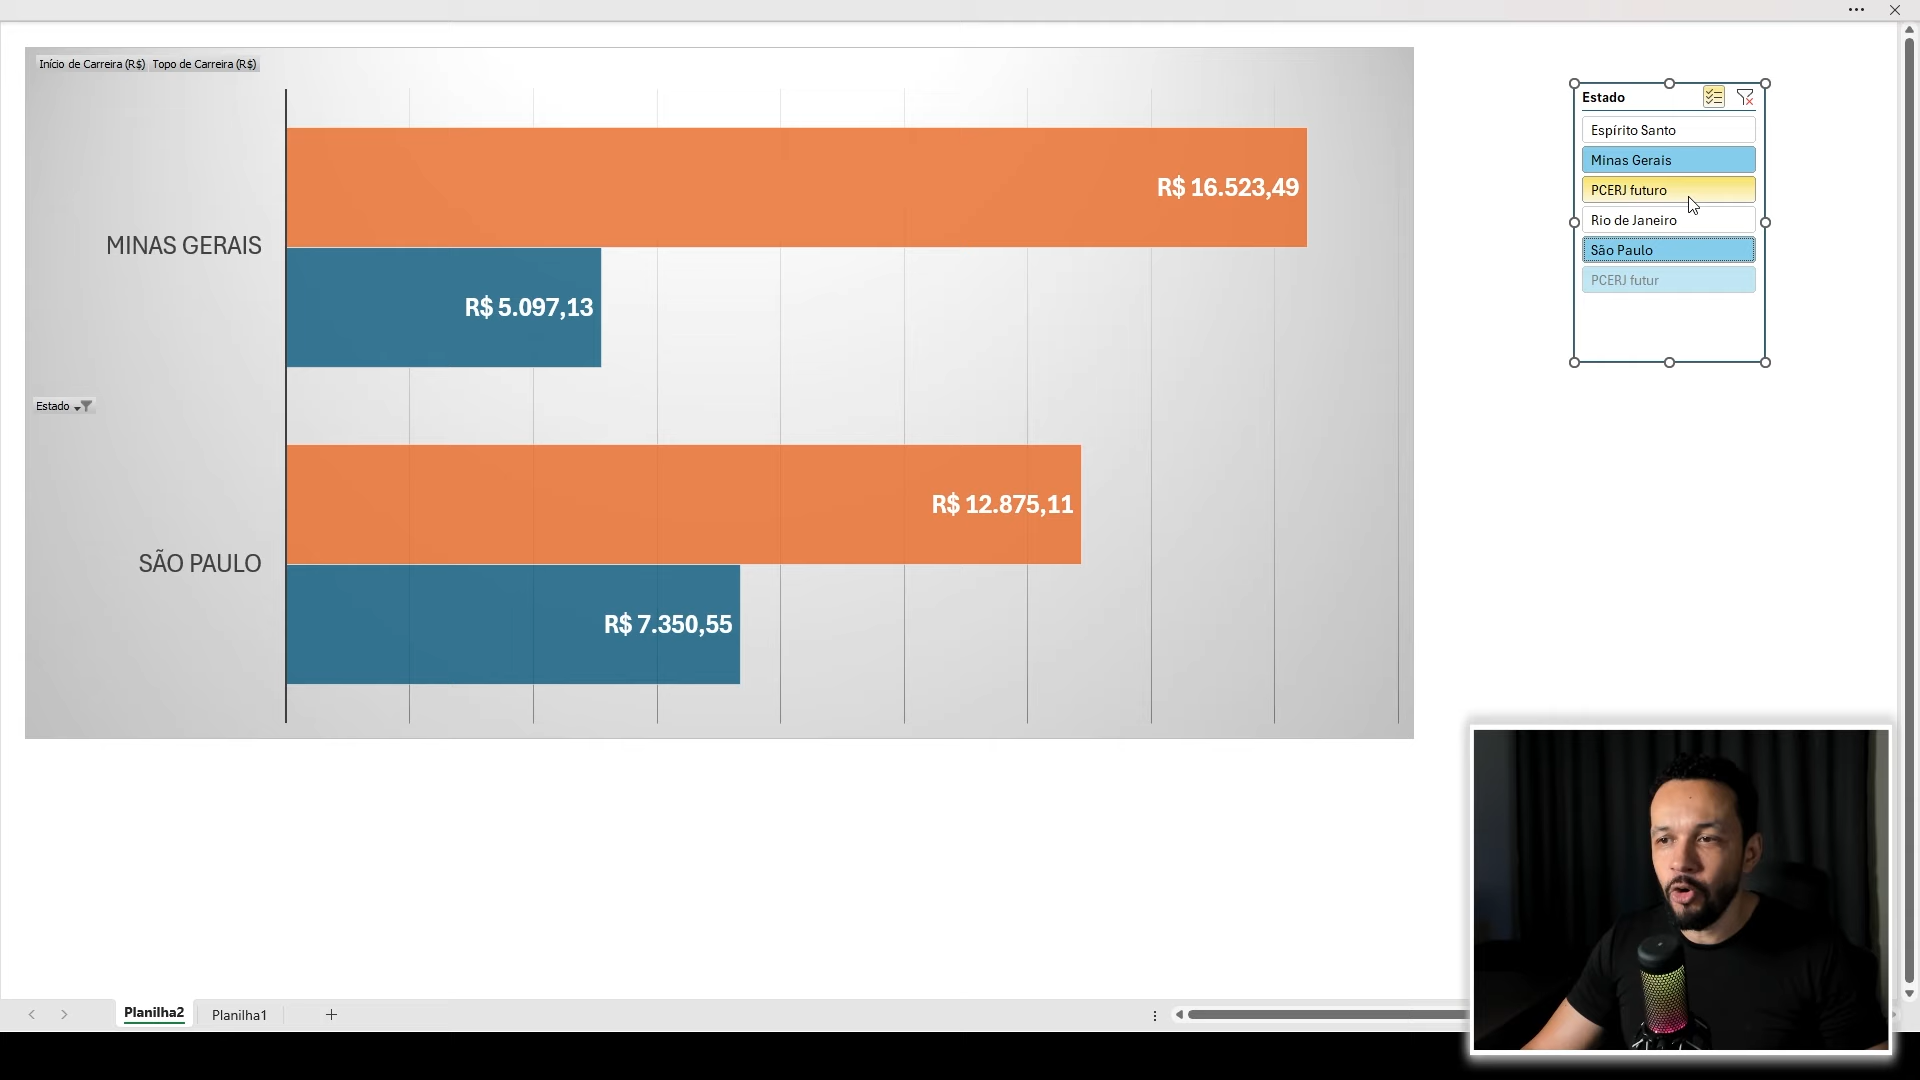 Início de Carreira (R$) Topo de Carreira (R$)
R$ 16.523,49
MINAS GERAIS
R$ 5.097,13
Estado
R$ 12.875,11
SÃO PAULO
R$ 7.350,55
Estado
Espírito Santo
Minas Gerais
PCERJ futuro
Rio de Janeiro
São Paulo
PCERJ futur
Planilha2 Planilha1